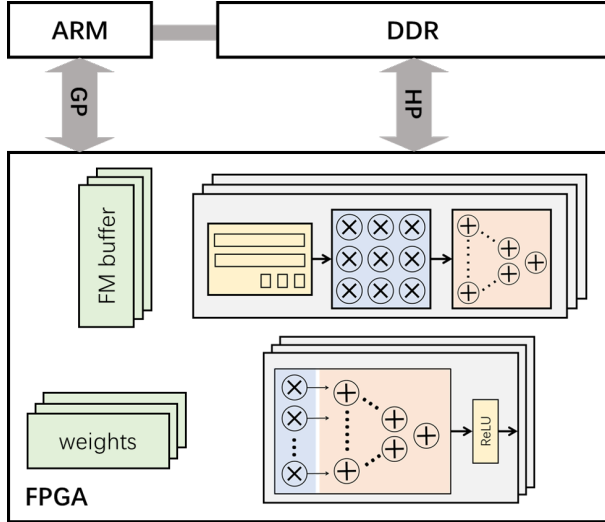 ARM
DDR
GP
HP
FM buffer
weights
ReLU
FPGA